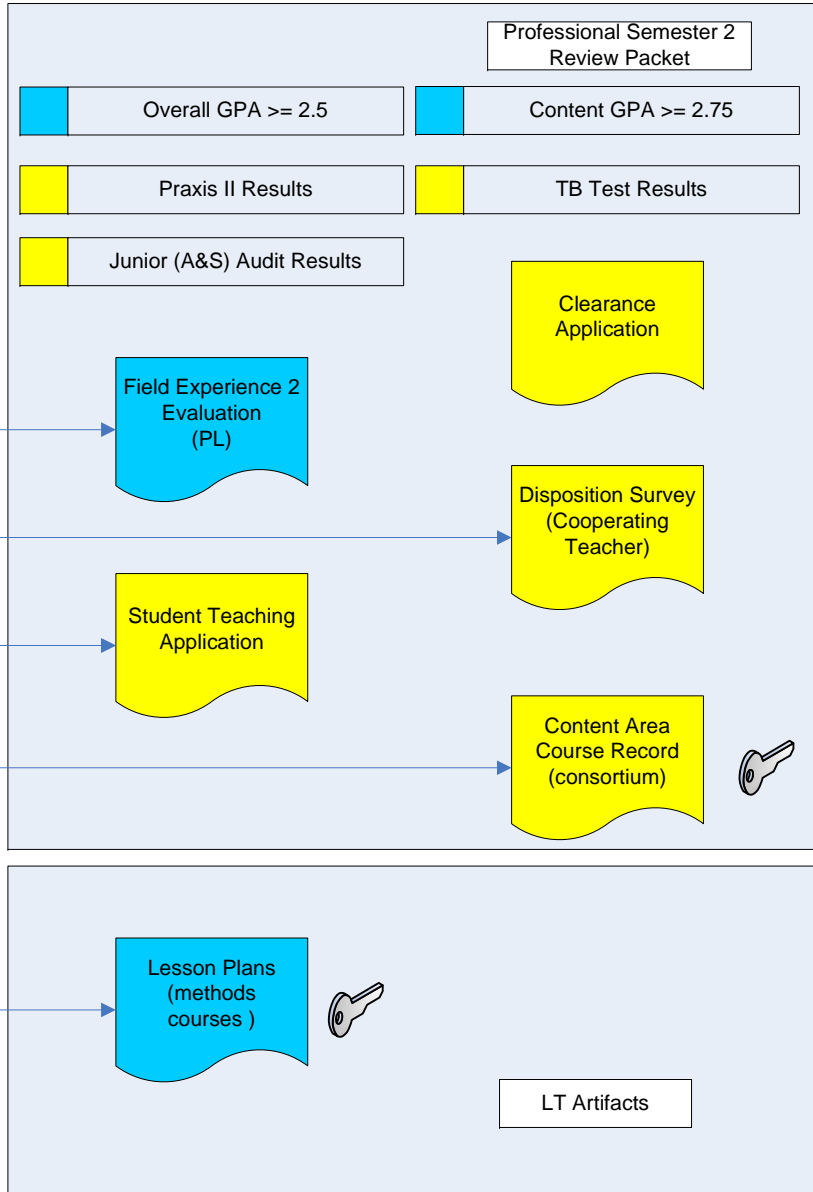 Professional Semester 2
Review Packet
Overall GPA >= 2.5
Content GPA >= 2.75
Praxis II Results
TB Test Results
Junior (A&S) Audit Results
Clearance
Application
Field Experience 2
Evaluation
(PL)
Disposition Survey
(Cooperating
Teacher)
Student Teaching
Application
Content Area
Course Record
(consortium)
Lesson Plans
(methods
courses )
LT Artifacts